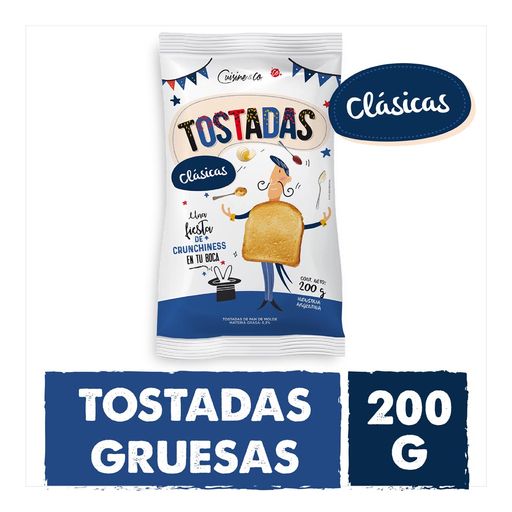 Cuisine & Co.
TOSTADAS
Clásicas
Una
fiesta
DE
CRUNCHINESS
EN TU BOCA
CONT. NETO:
200 g
INDUSTRIA
ARGENTINA
TOSTADAS DE PAN DE MOLDE
Clásicas
TOSTADAS
GRUESAS
200
G